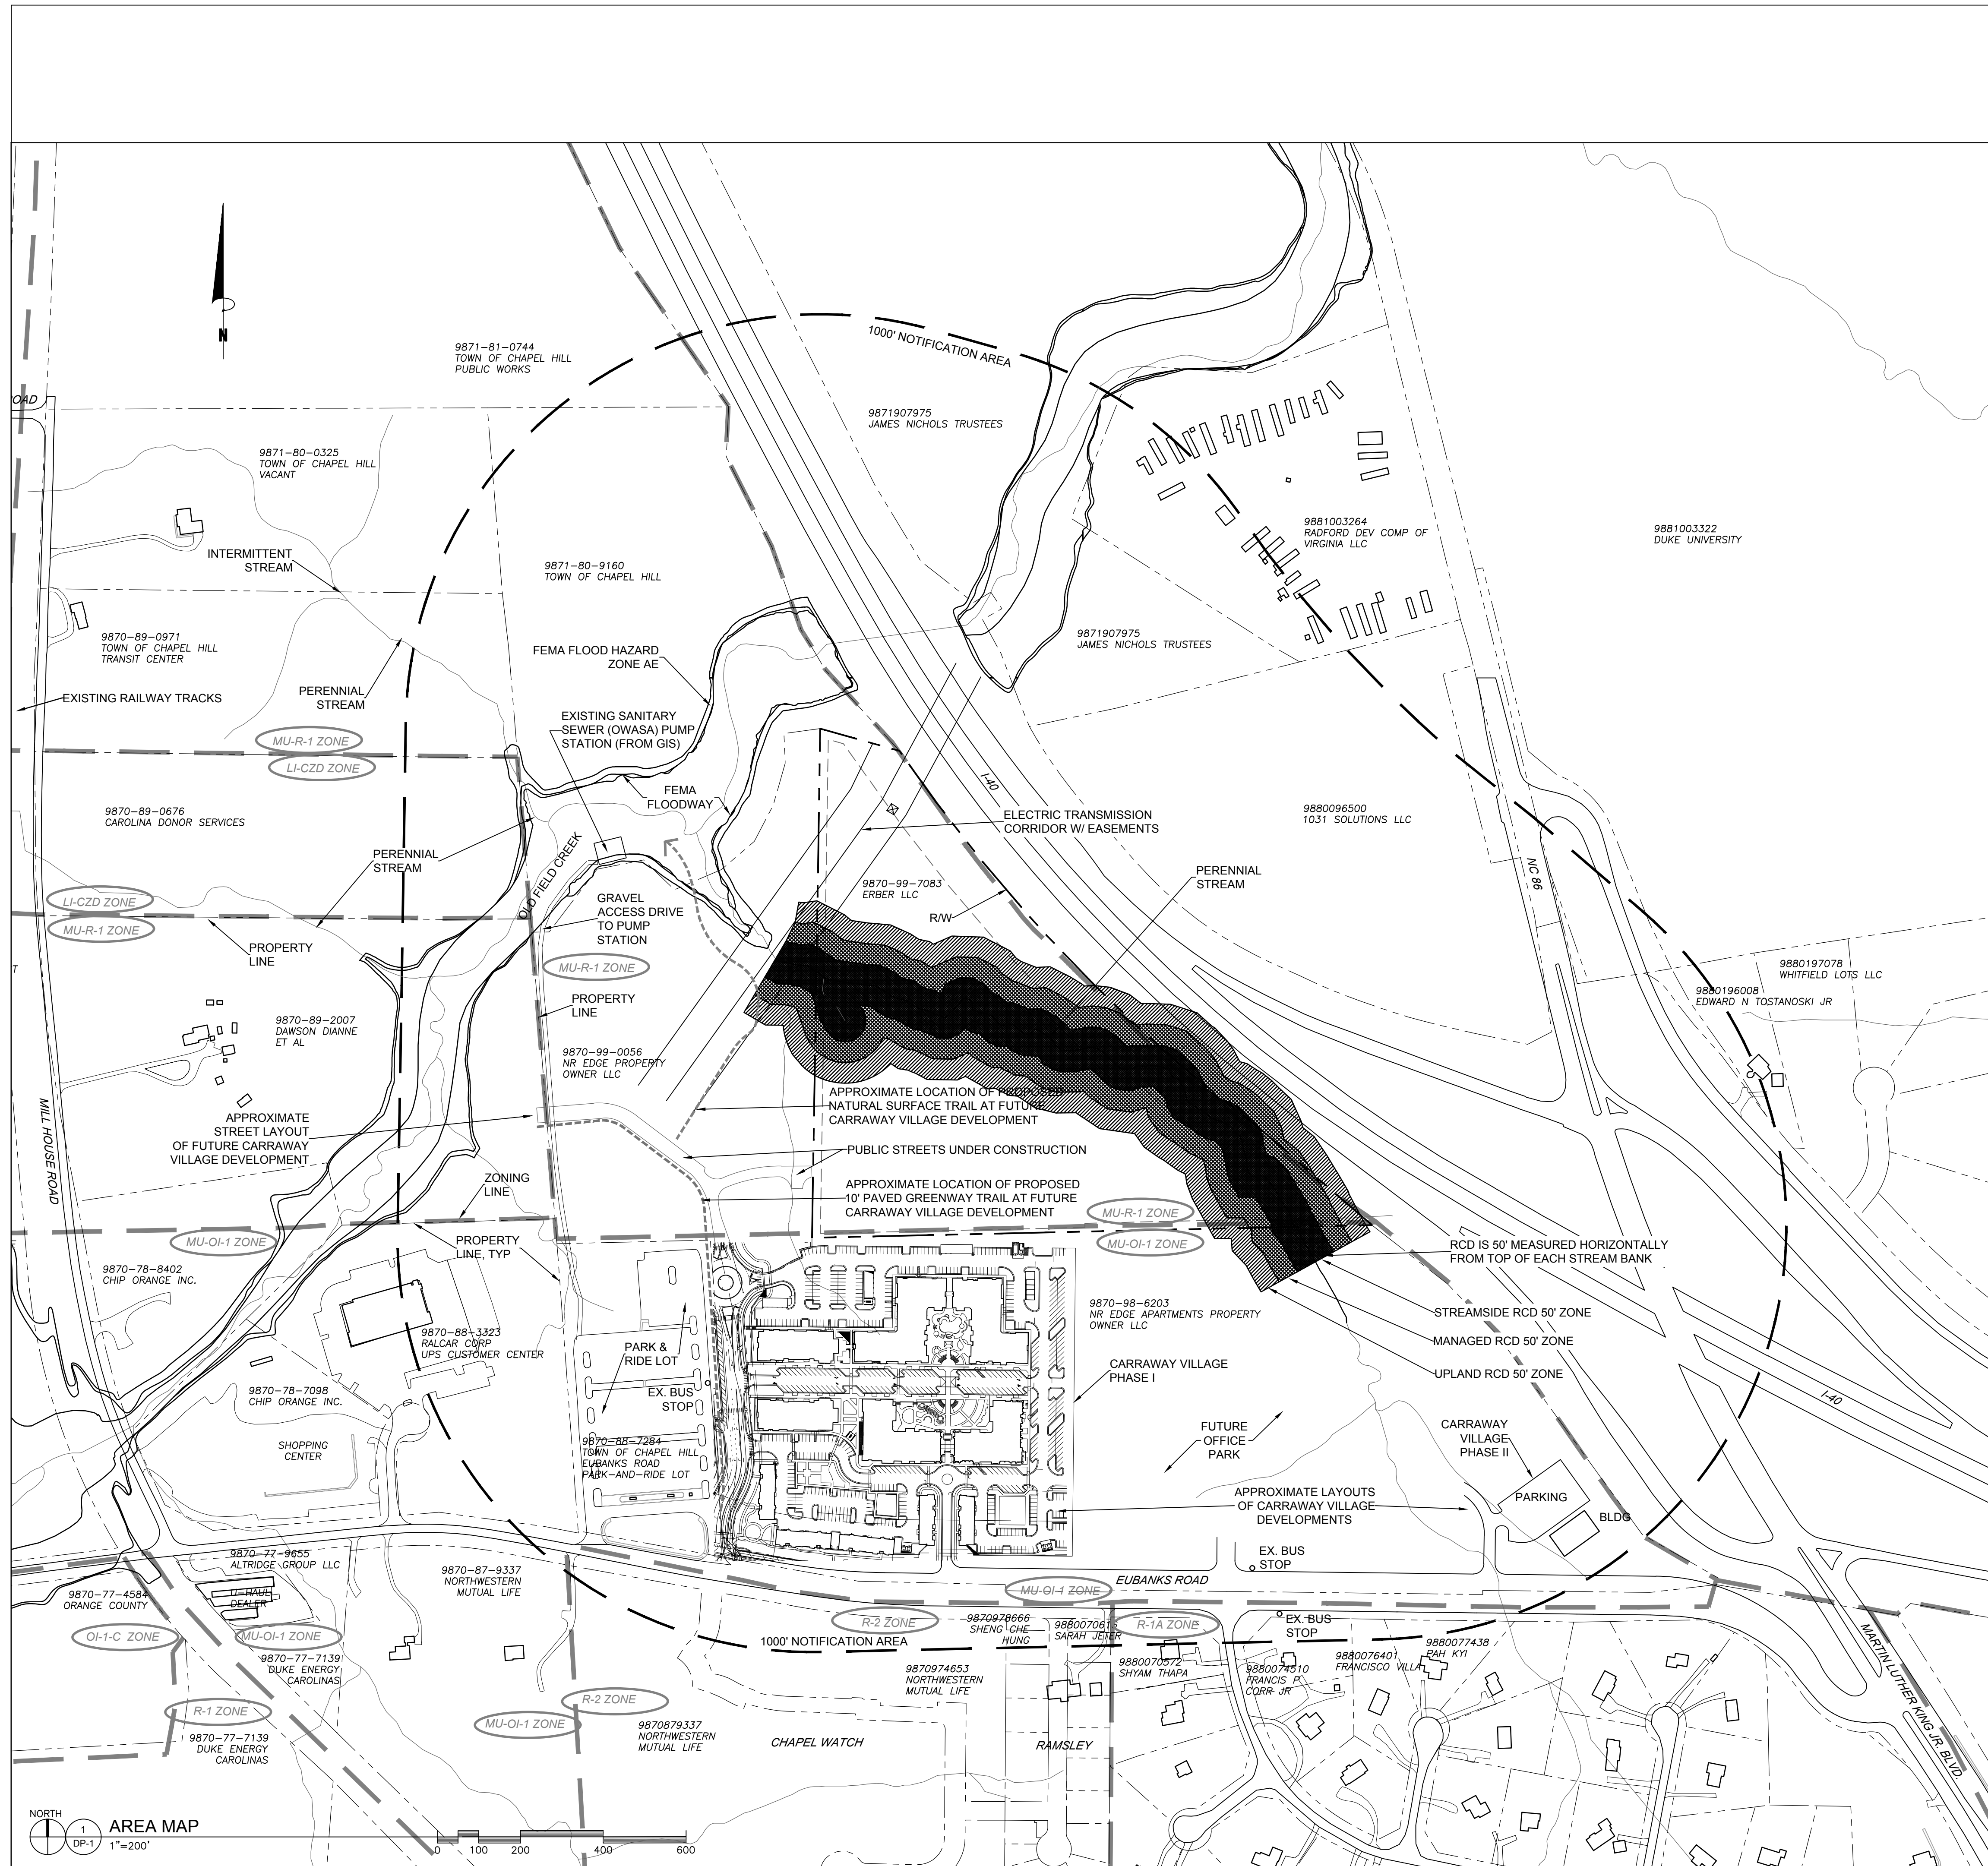 N
1000' NOTIFICATION AREA
9871-81-0744
TOWN OF CHAPEL HILL
PUBLIC WORKS
9871907975
JAMES NICHOLS TRUSTEES
9871-80-0325
TOWN OF CHAPEL HILL
VACANT
9881003264
RADFORD DEV COMP OF
VIRGINIA LLC
9881003322
DUKE UNIVERSITY
INTERMITTENT
STREAM
9871-80-9160
TOWN OF CHAPEL HILL
9870-89-0971
TOWN OF CHAPEL HILL
TRANSIT CENTER
9871907975
JAMES NICHOLS TRUSTEES
FEMA FLOOD HAZARD
ZONE AE
EXISTING RAILWAY TRACKS
PERENNIAL
STREAM
EXISTING SANITARY
SEWER (OWASA) PUMP
STATION (FROM GIS)
MU-R-1 ZONE
LI-CZD ZONE
FEMA
FLOODWAY
I-40
9870-89-0676
CAROLINA DONOR SERVICES
ELECTRIC TRANSMISSION
CORRIDOR W/ EASEMENTS
9880096500
1031 SOLUTIONS LLC
PERENNIAL
STREAM
OLD FIELD CREEK
9870-99-7083
ERBER LLC
PERENNIAL
STREAM
NC 86
LI-CZD ZONE
MU-R-1 ZONE
GRAVEL
ACCESS DRIVE
TO PUMP
STATION
R/W
PROPERTY
LINE
MU-R-1 ZONE
9880197078
WHITFIELD LOTS LLC
9880196008
EDWARD N TOSTANOSKI JR
PROPERTY
LINE
9870-89-2007
DAWSON DIANNE
ET AL
9870-99-0056
NR EDGE PROPERTY
OWNER LLC
MILL HOUSE ROAD
APPROXIMATE LOCATION OF PROPOSED
NATURAL SURFACE TRAIL AT FUTURE
CARRAWAY VILLAGE DEVELOPMENT
APPROXIMATE
STREET LAYOUT
OF FUTURE CARRAWAY
VILLAGE DEVELOPMENT
PUBLIC STREETS UNDER CONSTRUCTION
ZONING
LINE
APPROXIMATE LOCATION OF PROPOSED
10' PAVED GREENWAY TRAIL AT FUTURE
CARRAWAY VILLAGE DEVELOPMENT
MU-R-1 ZONE
MU-OI-1 ZONE
MU-OI-1 ZONE
PROPERTY
LINE, TYP
RCD IS 50' MEASURED HORIZONTALLY
FROM TOP OF EACH STREAM BANK
9870-78-8402
CHIP ORANGE INC.
9870-98-6203
NR EDGE APARTMENTS PROPERTY
OWNER LLC
STREAMSIDE RCD 50' ZONE
MANAGED RCD 50' ZONE
UPLAND RCD 50' ZONE
9870-88-3323
RALCAR CORP
UPS CUSTOMER CENTER
PARK &
RIDE LOT
CARRAWAY VILLAGE
PHASE I
9870-78-7098
CHIP ORANGE INC.
EX. BUS
STOP
I-40
SHOPPING
CENTER
9870-88-7284
TOWN OF CHAPEL HILL
EUBANKS ROAD
PARK-AND-RIDE LOT
FUTURE
OFFICE
PARK
CARRAWAY
VILLAGE
PHASE II
APPROXIMATE LAYOUTS
OF CARRAWAY VILLAGE
DEVELOPMENTS
PARKING
BLDG
9870-77-9655
ALTRIDGE GROUP LLC
U-HAUL
DEALER
9870-87-9337
NORTHWESTERN
MUTUAL LIFE
EX. BUS
STOP
9870-77-4584
ORANGE COUNTY
MU-OI-1 ZONE
EUBANKS ROAD
OI-1-C ZONE
MU-OI-1 ZONE
R-2 ZONE
9870978666
SHENG CHE
HUNG
9880070616
SARAH JETER
R-1A ZONE
EX. BUS
STOP
1000' NOTIFICATION AREA
9870-77-7139
DUKE ENERGY
CAROLINAS
9870974653
NORTHWESTERN
MUTUAL LIFE
9880070572
SHYAM THAPA
9880074510
FRANCIS P
CORR JR
9880076401
FRANCISCO VILLA
9880077438
PAH KYI
MARTIN LUTHER KING JR. BLVD.
R-1 ZONE
R-2 ZONE
MU-OI-1 ZONE
9870-77-7139
DUKE ENERGY
CAROLINAS
9870879337
NORTHWESTERN
MUTUAL LIFE
CHAPEL WATCH
RAMSLEY
NORTH
1
DP-1
AREA MAP
1"=200'
0 100 200 400 600